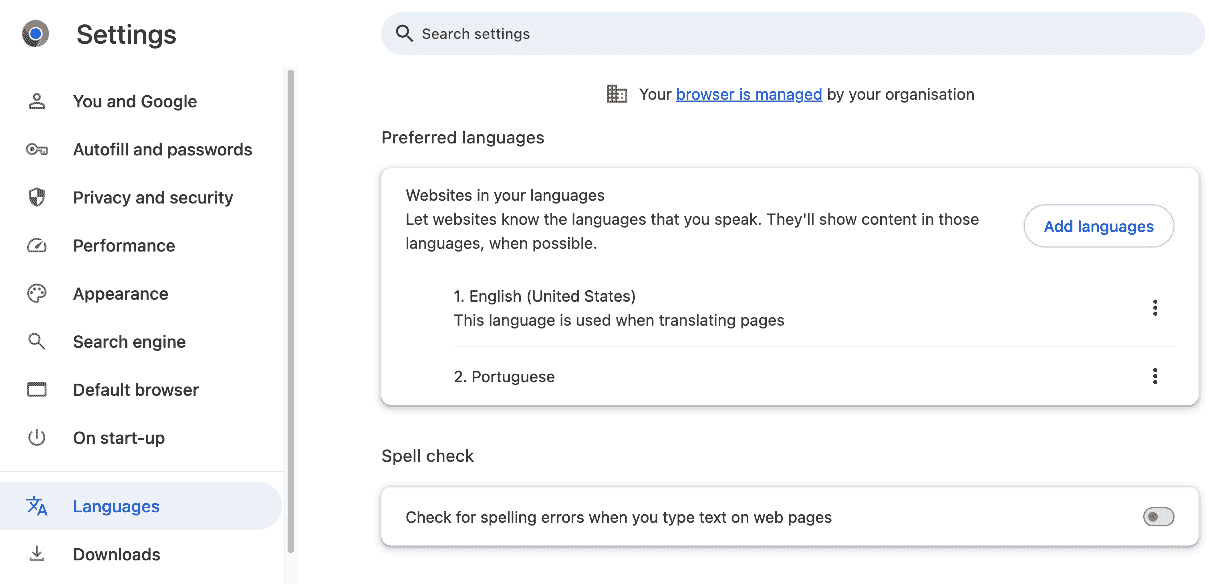 Settings
Search settings
You and Google
Autofill and passwords
Privacy and security
Performance
Appearance
Search engine
Default browser
On start-up
Languages
Downloads
Your browser is managed by your organisation
Preferred languages
Websites in your languages
Let websites know the languages that you speak. They'll show content in those
languages, when possible.
Add languages
1. English (United States)
This language is used when translating pages
2. Portuguese
Spell check
Check for spelling errors when you type text on web pages